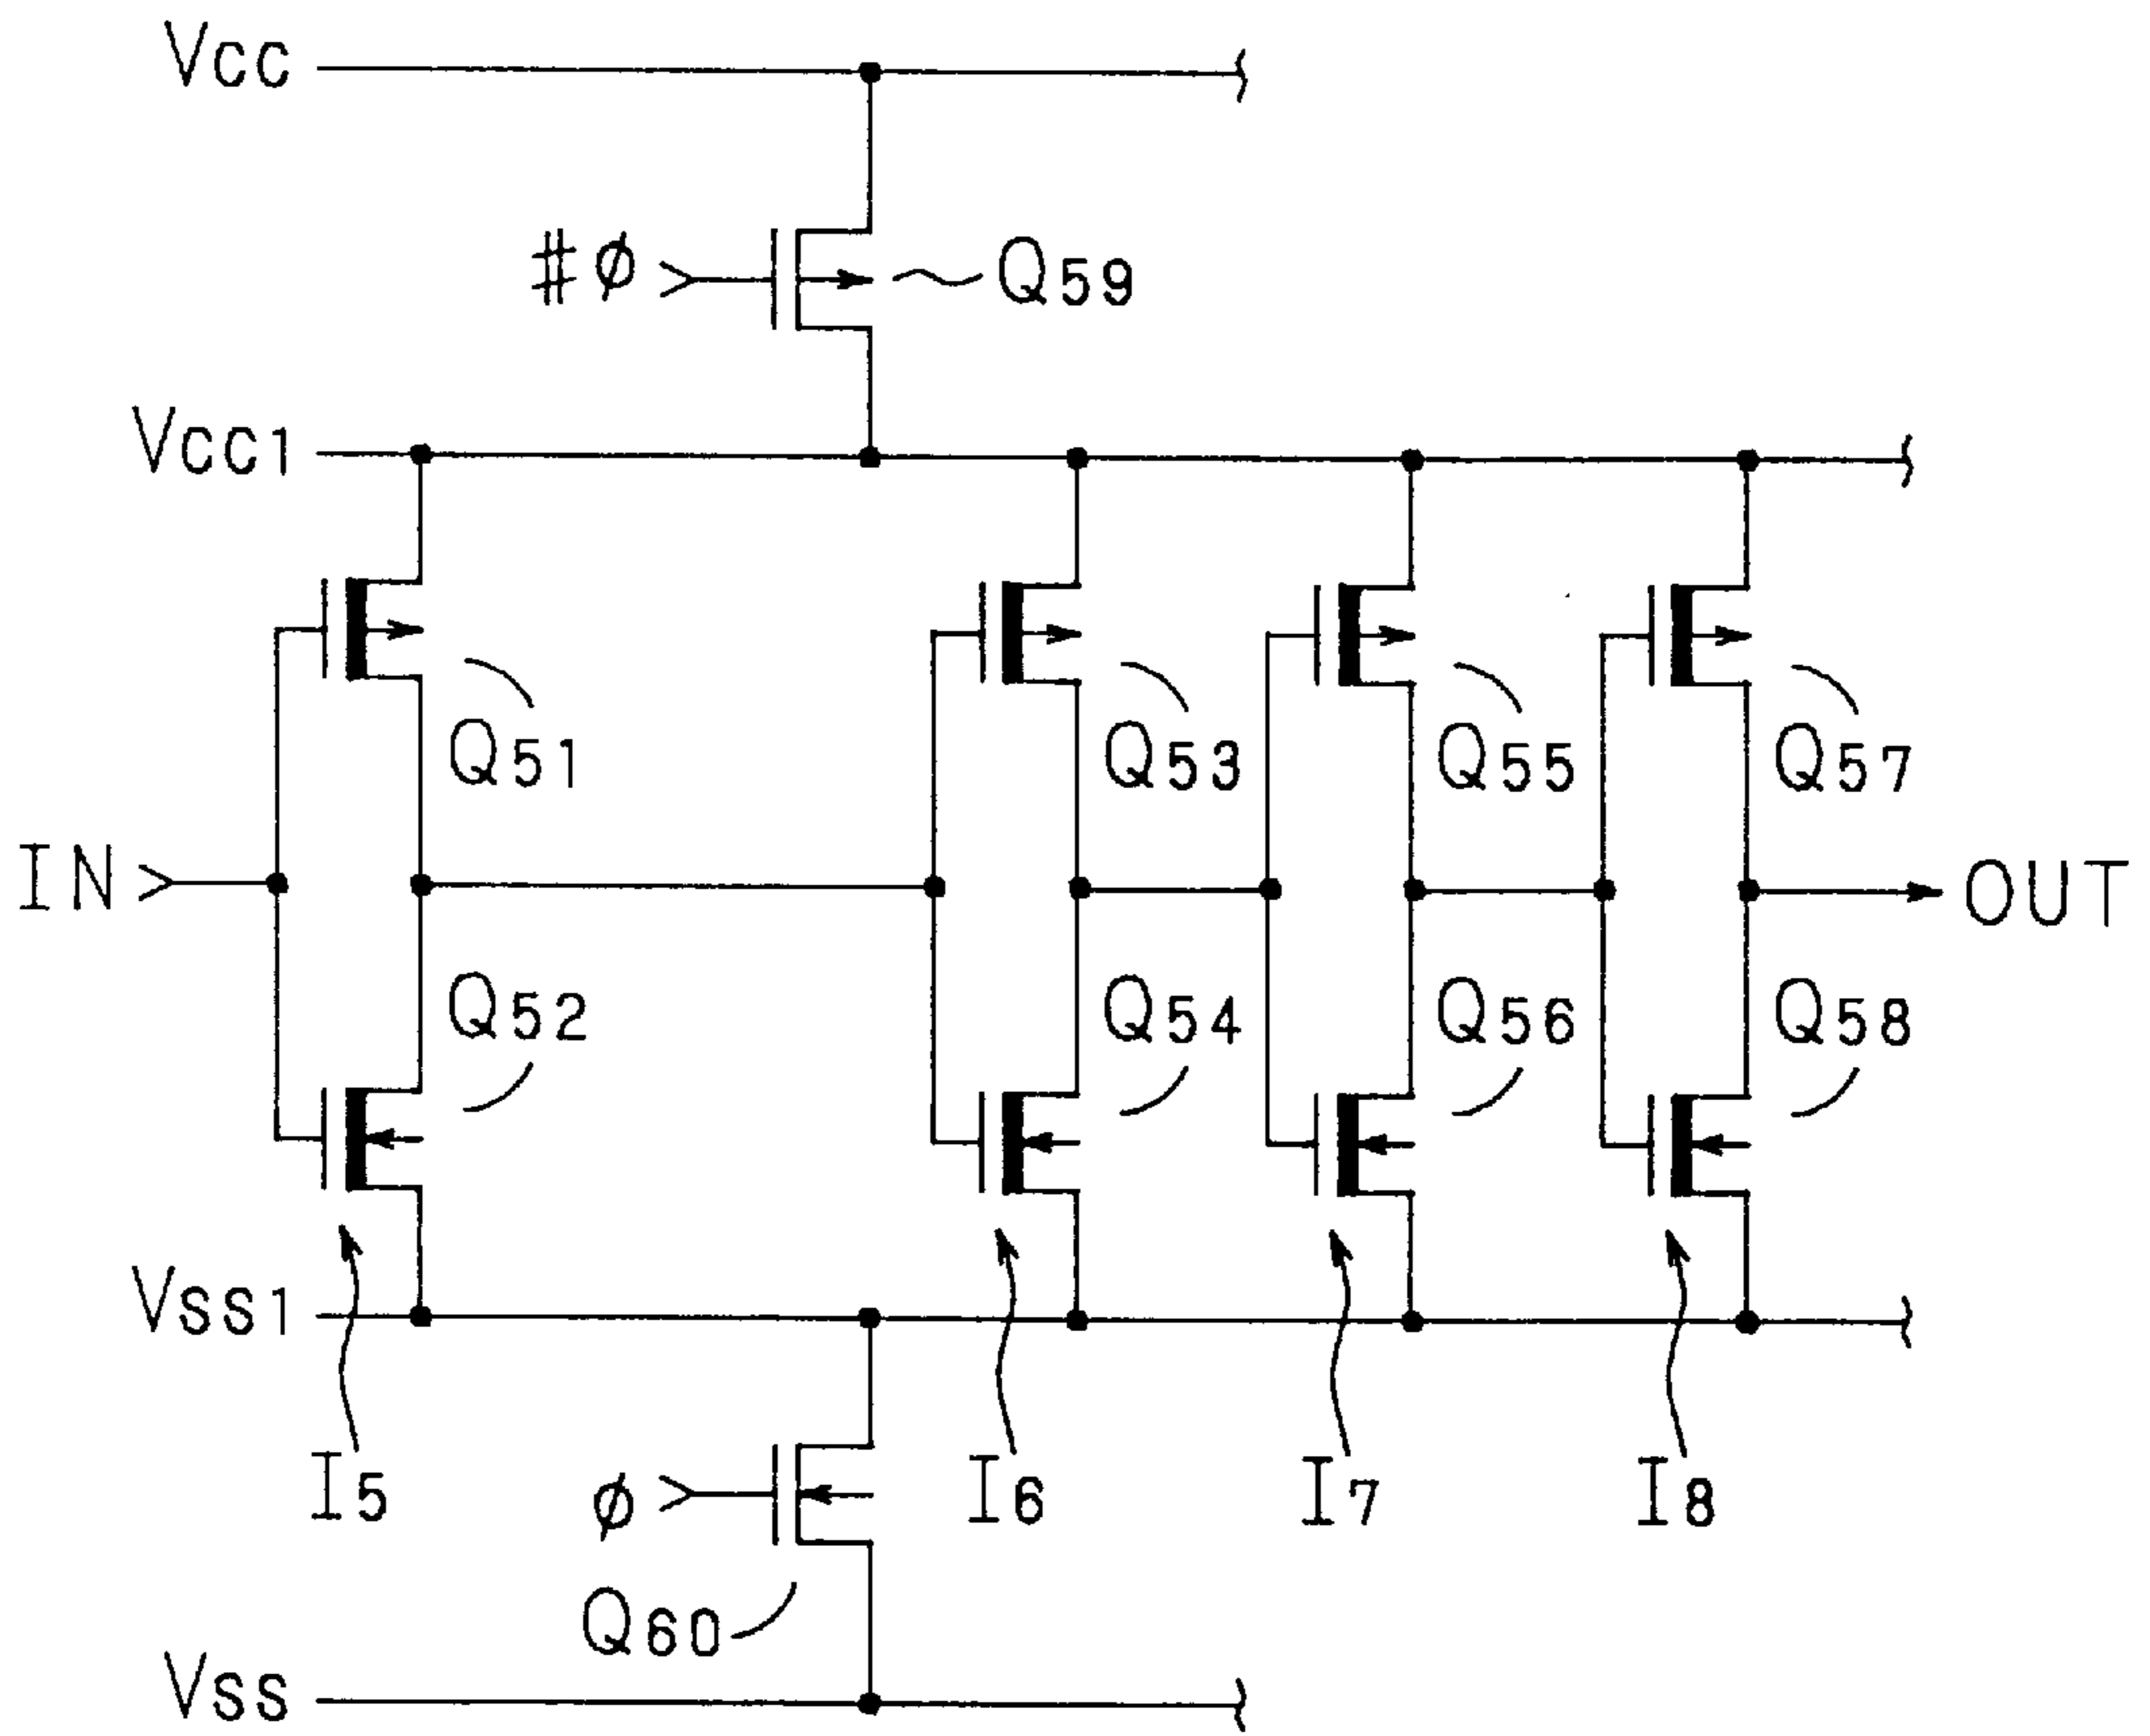 Vcc
#φ Q59
Vcc1
Q51 Q53 Q55 Q57
IN OUT
Q52 Q54 Q56 Q58
Vss1
I5 I6 I7 I8
φ
Q60
Vss